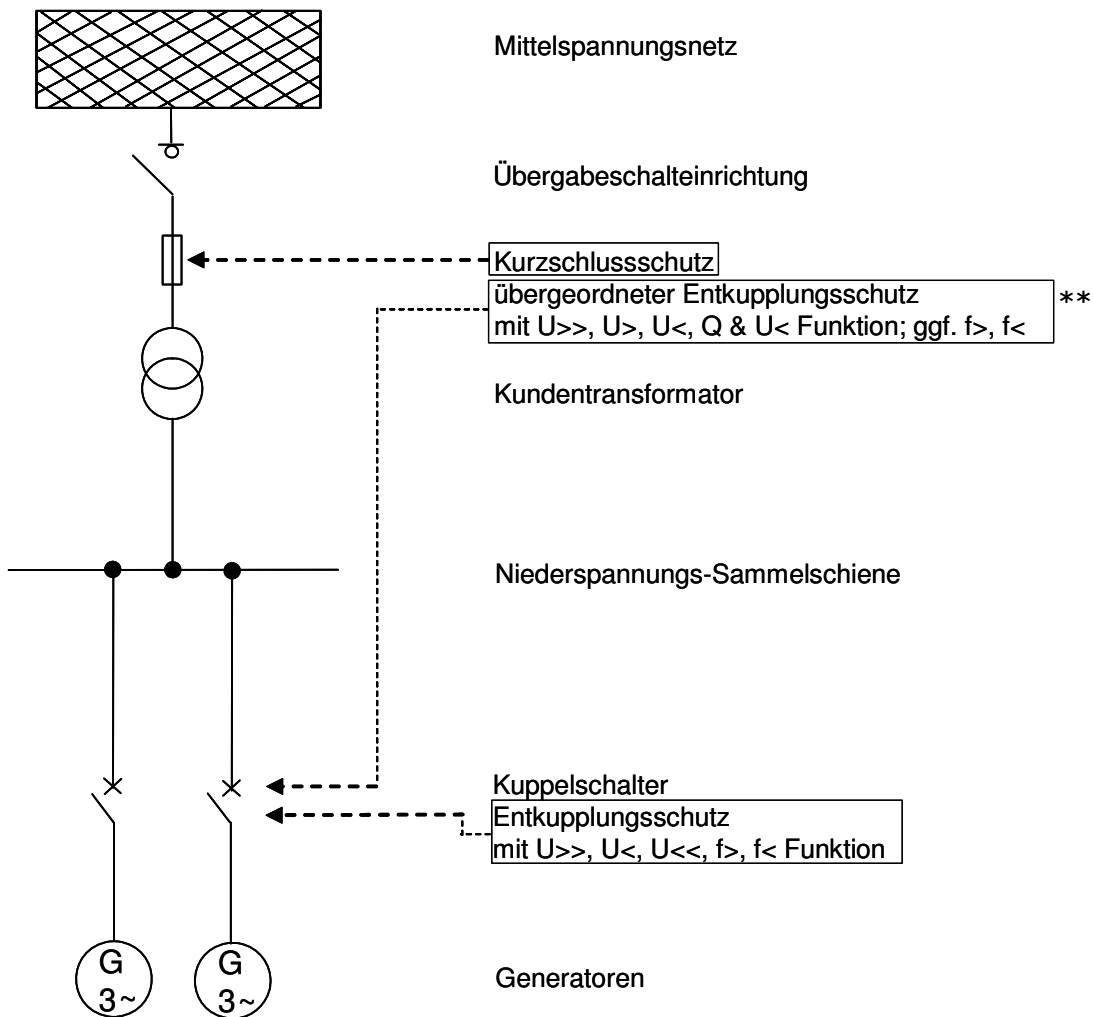 Mittelspannungsnetz
Übergabeschalteinrichtung
Kurzschlussschutz
übergeordneter Entkupplungsschutz **
mit U>>, U>, U<, Q & U< Funktion; ggf. f>, f<
Kundentransformator
Niederspannungs-Sammelschiene
Kuppelschalter
Entkupplungsschutz
mit U>>, U<, U<<, f>, f< Funktion
G G
3~ 3~
Generatoren